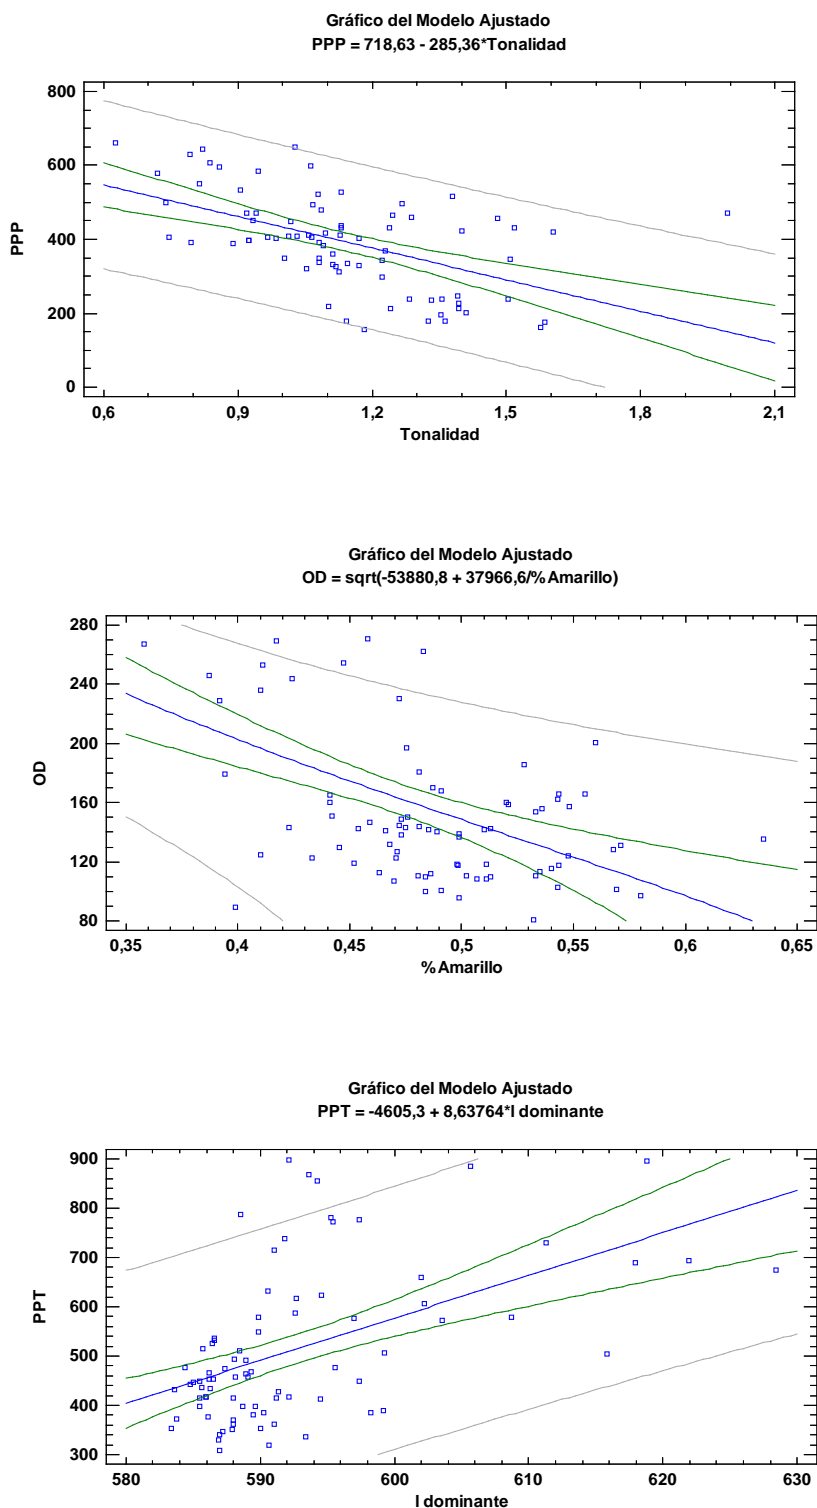 Gráfico del Modelo Ajustado
PPP = 718,63 - 285,36*Tonalidad
800
600
400
200
0
PPP
0,6 0,9 1,2 1,5 1,8 2,1
Tonalidad
Gráfico del Modelo Ajustado
OD = sqrt(-53880,8 + 37966,6/%Amarillo)
280
240
200
160
120
80
OD
0,35 0,4 0,45 0,5 0,55 0,6 0,65
%Amarillo
Gráfico del Modelo Ajustado
PPT = -4605,3 + 8,63764*l dominante
900
800
700
600
500
400
300
PPT
580 590 600 610 620 630
l dominante